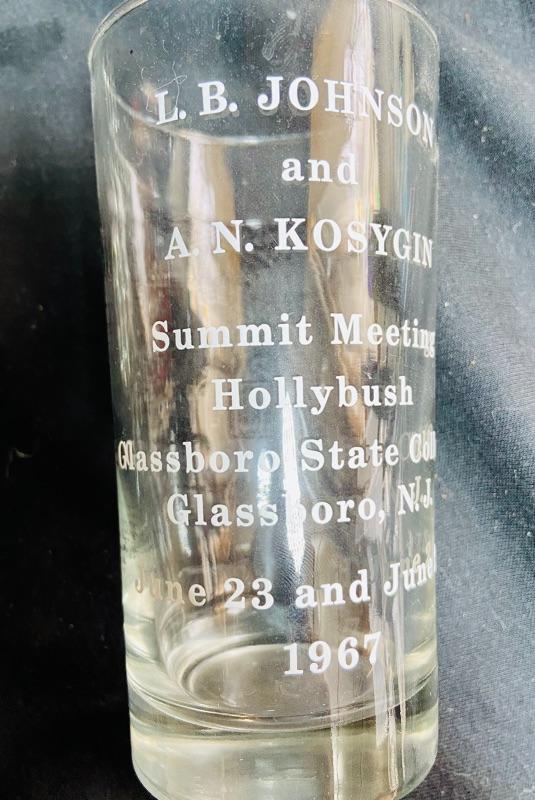 L. B. JOHNSON
and
A. N. KOSYGIN
Summit Meeting
Hollybush
Glassboro State
Glassboro, N.J.
June 23 and June
1967